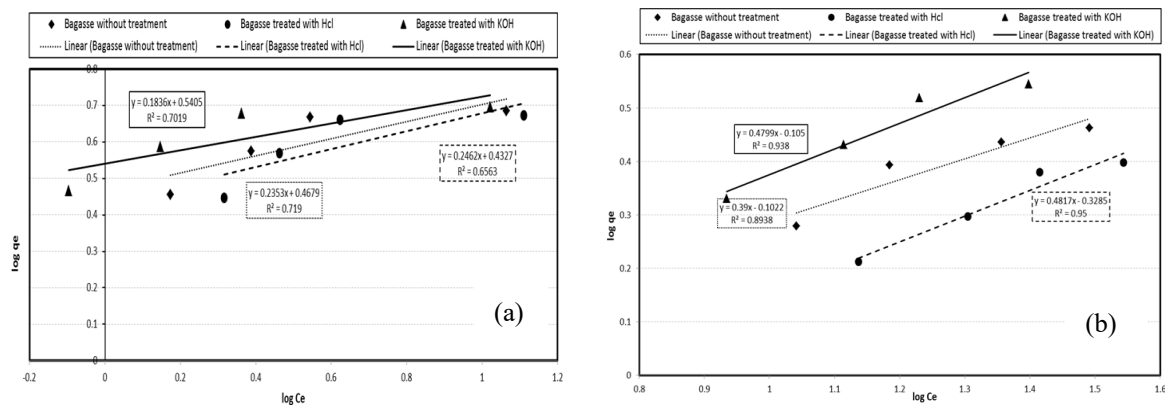 Bagasse without treatment Bagasse treated with Hcl Bagasse treated with KOH
Linear (Bagasse without treatment) Linear (Bagasse treated with Hcl) Linear (Bagasse treated with KOH)
0.8
0.7
0.6
0.5
0.4
0.3
0.2
0.1
0
log qe
y = 0.1836x + 0.5405
R² = 0.7019
y = 0.2462x + 0.4327
R² = 0.6563
y = 0.2353x + 0.4679
R² = 0.719
(a)
-0.2 0 0.2 0.4 0.6 0.8 1 1.2
log Ce
Bagasse without treatment Bagasse treated with Hcl Bagasse treated with KOH
Linear (Bagasse without treatment) Linear (Bagasse treated with Hcl) Linear (Bagasse treated with KOH)
0.6
0.5
0.4
0.3
0.2
0.1
0
log qe
y = 0.4799x - 0.105
R² = 0.938
y = 0.39x - 0.1022
R² = 0.8938
y = 0.4817x - 0.3285
R² = 0.95
(b)
0.8 0.9 1 1.1 1.2 1.3 1.4 1.5 1.6
log Ce